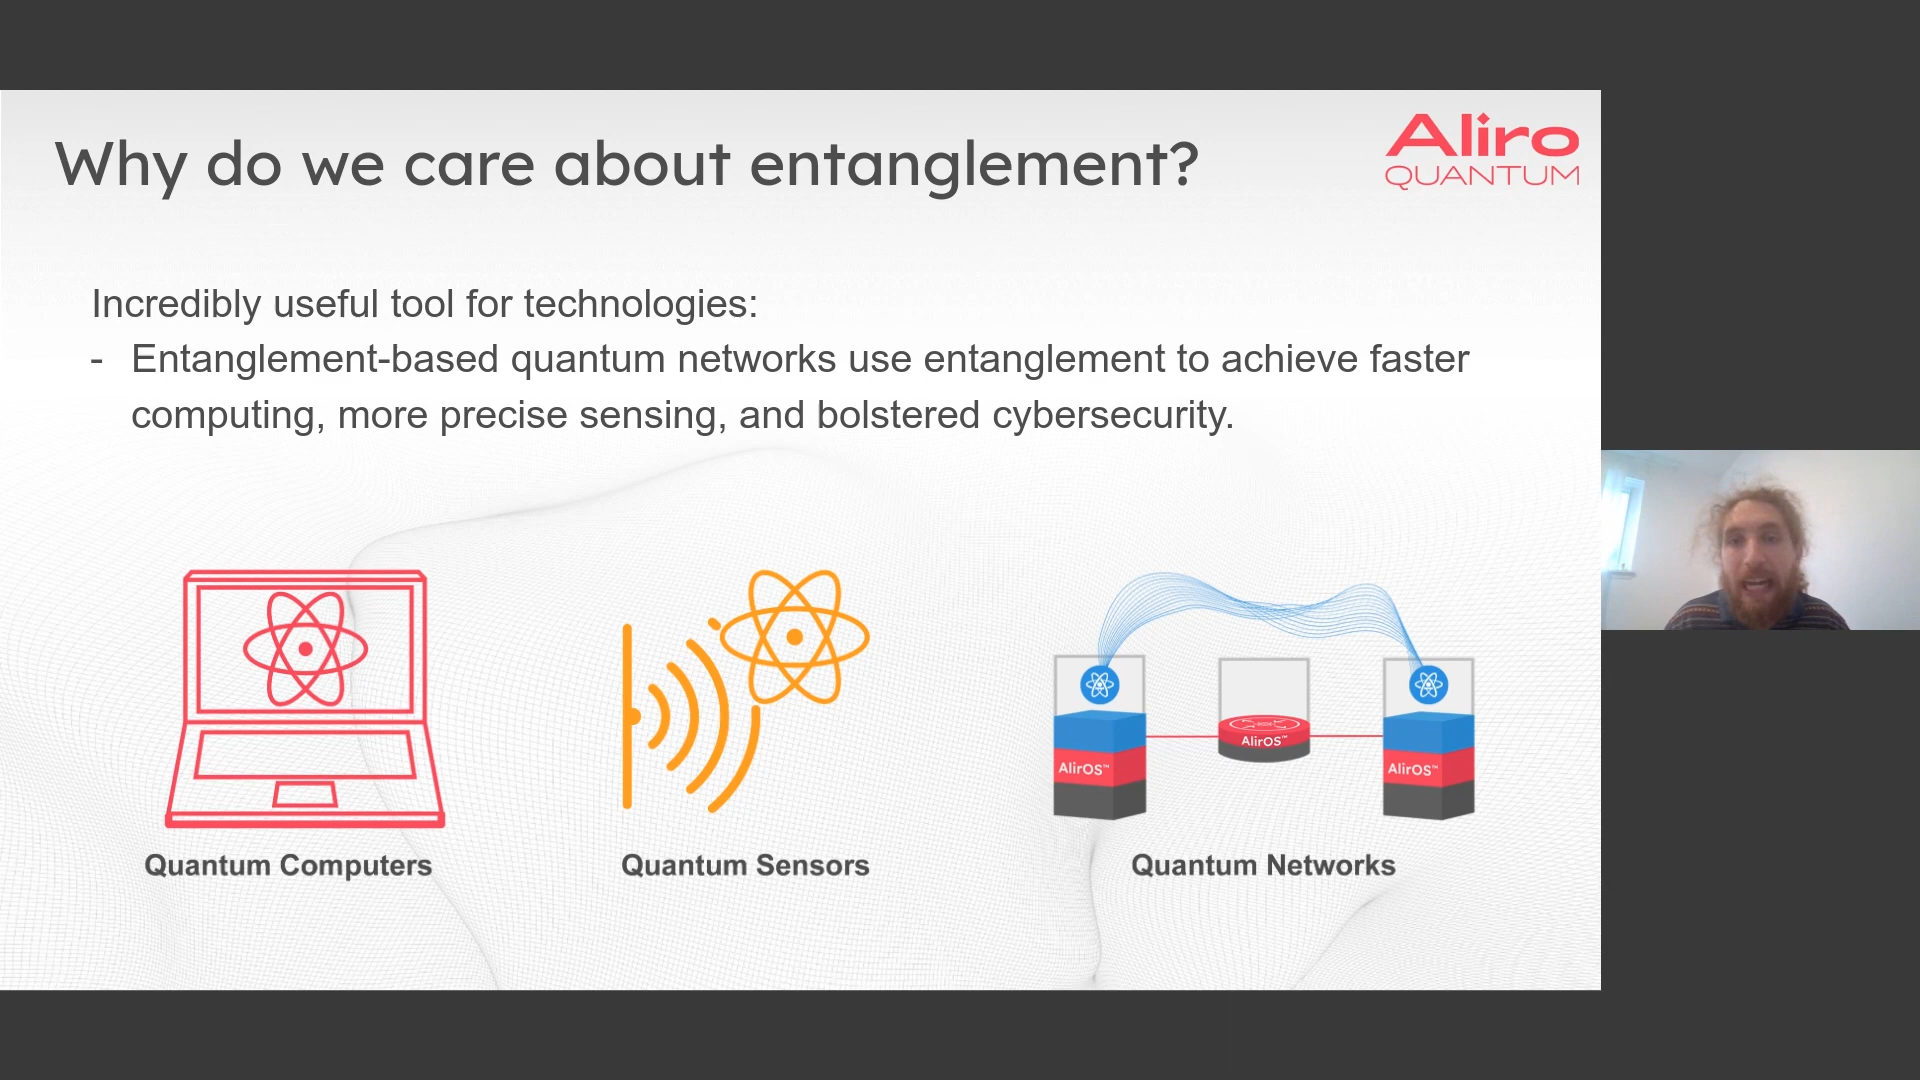 Why do we care about entanglement?
Aliro
QUANTUM
Incredibly useful tool for technologies:
- Entanglement-based quantum networks use entanglement to achieve faster
computing, more precise sensing, and bolstered cybersecurity.
AlirOS™
AlirOS™
AlirOS™
Quantum Computers
Quantum Sensors
Quantum Networks